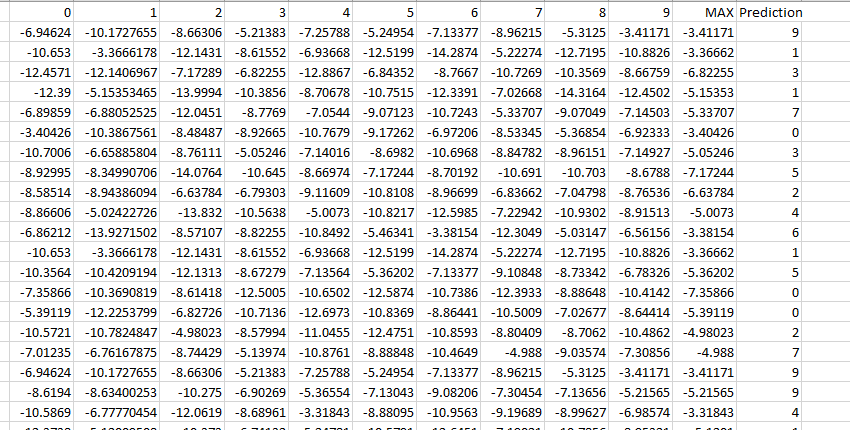 0 1 2 3 4 5 6 7 8 9 MAX Prediction
-6.94624 -10.1727655 -8.66306 -5.21383 -7.25788 -5.24954 -7.13377 -8.96215 -5.3125 -3.41171 -3.41171 9
-10.653 -3.3666178 -12.1431 -8.61552 -6.93668 -12.5199 -14.2874 -5.22274 -12.7195 -10.8826 -3.36662 1
-12.4571 -12.1406967 -7.17289 -6.82255 -12.8867 -6.84352 -8.7667 -10.7269 -10.3569 -8.66759 -6.82255 3
-12.39 -5.15353465 -13.9994 -10.3856 -8.70678 -10.7515 -12.3391 -7.02668 -14.3164 -12.4502 -5.15353 1
-6.89859 -6.88052525 -12.0451 -8.7769 -7.0544 -9.07123 -10.7243 -5.33707 -9.07049 -7.14503 -5.33707 7
-3.40426 -10.3867561 -8.48487 -8.92665 -10.7679 -9.17262 -6.97206 -8.53345 -5.36854 -6.92333 -3.40426 0
-10.7006 -6.65885804 -8.76111 -5.05246 -7.14016 -8.6982 -10.6968 -8.84782 -8.96151 -7.14927 -5.05246 3
-8.92995 -8.34990706 -14.0764 -10.645 -8.66974 -7.17244 -8.70192 -10.691 -10.703 -8.6788 -7.17244 5
-8.58514 -8.94386094 -6.63784 -6.79303 -9.11609 -10.8108 -8.96699 -6.83662 -7.04798 -8.76536 -6.63784 2
-8.86606 -5.02422726 -13.832 -10.5638 -5.0073 -10.8217 -12.5985 -7.22942 -10.9302 -8.91513 -5.0073 4
-6.86212 -13.9271502 -8.57107 -8.82255 -10.8492 -5.46341 -3.38154 -12.3049 -5.03147 -6.56156 -3.38154 6
-10.653 -3.3666178 -12.1431 -8.61552 -6.93668 -12.5199 -14.2874 -5.22274 -12.7195 -10.8826 -3.36662 1
-10.3564 -10.4209194 -12.1313 -8.67279 -7.13564 -5.36202 -7.13377 -9.10848 -8.73342 -6.78326 -5.36202 5
-7.35866 -10.3690819 -8.61418 -12.5005 -10.6502 -12.5874 -10.7386 -12.3933 -8.88648 -10.4142 -7.35866 0
-5.39119 -12.2253799 -6.82726 -10.7136 -12.6973 -10.8369 -8.86441 -10.5009 -7.02677 -8.64414 -5.39119 0
-10.5721 -10.7824847 -4.98023 -8.57994 -11.0455 -12.4751 -10.8593 -8.80409 -8.7062 -10.4862 -4.98023 2
-7.01235 -6.76167875 -8.74429 -5.13974 -10.8761 -8.88848 -10.4649 -4.988 -9.03574 -7.30856 -4.988 7
-6.94624 -10.1727655 -8.66306 -5.21383 -7.25788 -5.24954 -7.13377 -8.96215 -5.3125 -3.41171 -3.41171 9
-8.6194 -8.63400253 -10.275 -6.90269 -5.36554 -7.13043 -9.08206 -7.30454 -7.13656 -5.21565 -5.21565 9
-10.5869 -6.77770454 -12.0619 -8.68961 -3.31843 -8.88095 -10.9563 -9.19689 -8.99627 -6.98574 -3.31843 4